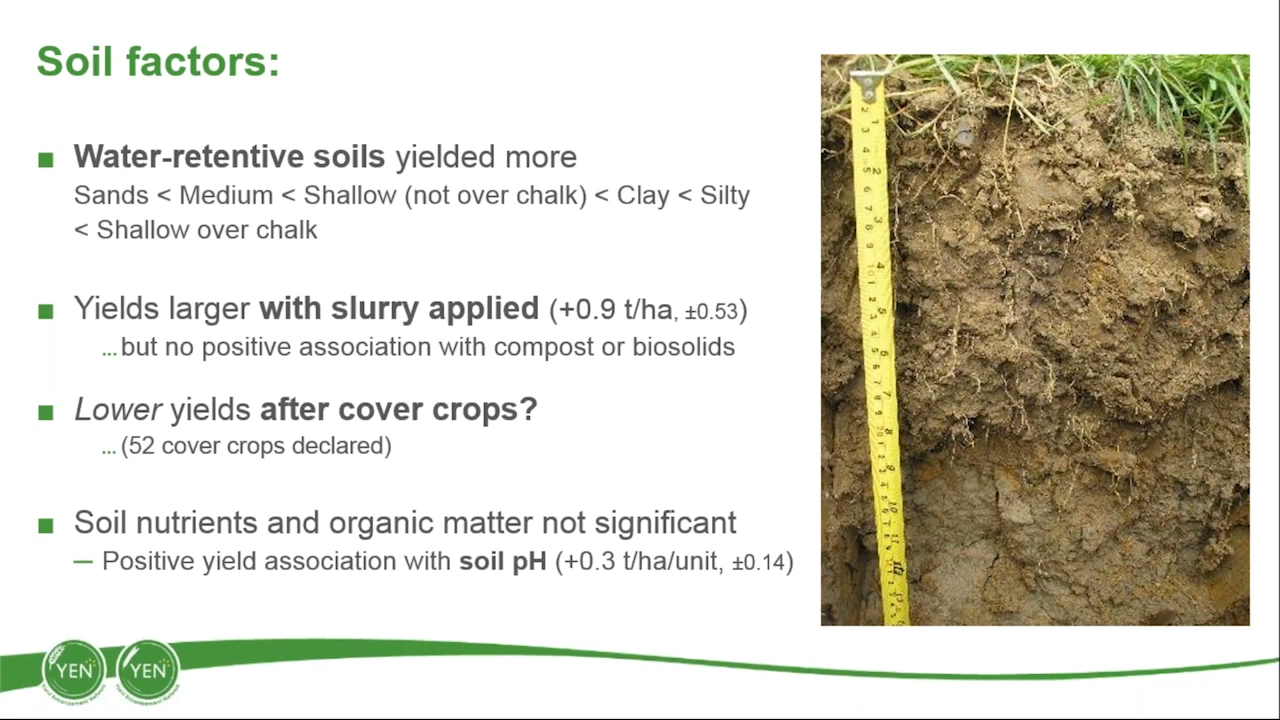 Soil factors:
■ Water-retentive soils yielded more
Sands < Medium < Shallow (not over chalk) < Clay < Silty
< Shallow over chalk
■ Yields larger with slurry applied (+0.9 t/ha, ±0.53)
...but no positive association with compost or biosolids
■ Lower yields after cover crops?
...(52 cover crops declared)
■ Soil nutrients and organic matter not significant
– Positive yield association with soil pH (+0.3 t/ha/unit, ±0.14)
YEN YEN